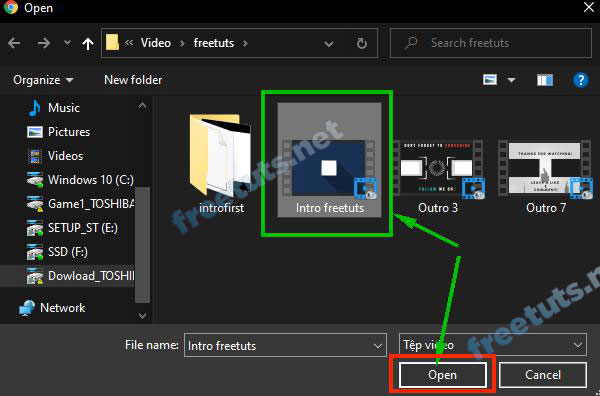 Open
« Video › freetuts ›
Search freetuts
Organize
New folder
Music
Pictures
Videos
Windows 10 (C:)
Game1_TOSHIBA
SETUP_ST (E:)
SSD (F:)
Dowload_TOSHIB
Network
introfirst
Intro freetuts
DON'T FORGET TO SUBSCRIBE
FOLLOW ME ON:
Outro 3
THANKS FOR WATCHING!
LEAVE A LIKE
COMMENT!
Outro 7
freetuts.net
freetuts.net
File name:
Intro freetuts
Tệp video
Open
Cancel